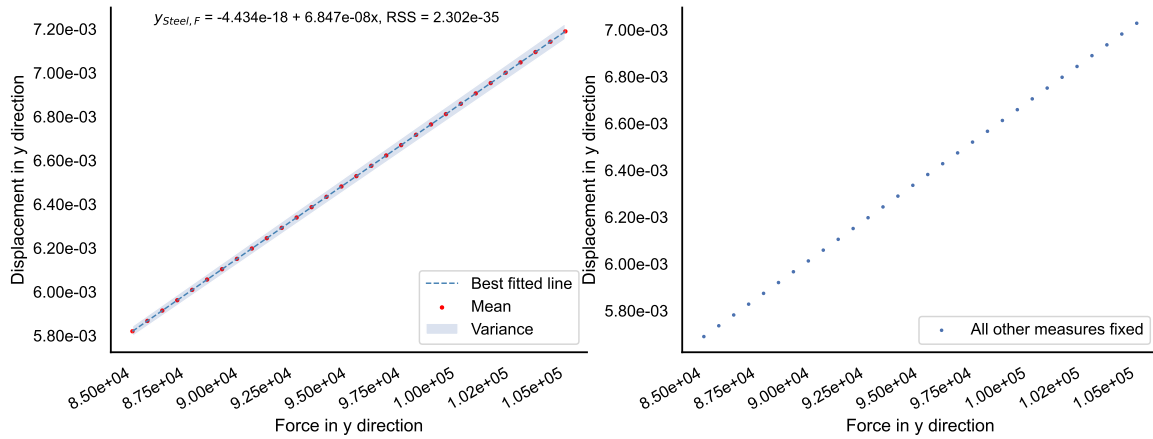 y_{Steel, F} = -4.434e-18 + 6.847e-08x, RSS = 2.302e-35
Displacement in y direction
7.20e-03
7.00e-03
6.80e-03
6.60e-03
6.40e-03
6.20e-03
6.00e-03
5.80e-03
Best fitted line
Mean
Variance
8.50e+04
8.75e+04
9.00e+04
9.25e+04
9.50e+04
9.75e+04
1.00e+05
1.02e+05
1.05e+05
Force in y direction
Displacement in y direction
7.00e-03
6.80e-03
6.60e-03
6.40e-03
6.20e-03
6.00e-03
5.80e-03
All other measures fixed
8.50e+04
8.75e+04
9.00e+04
9.25e+04
9.50e+04
9.75e+04
1.00e+05
1.02e+05
1.05e+05
Force in y direction